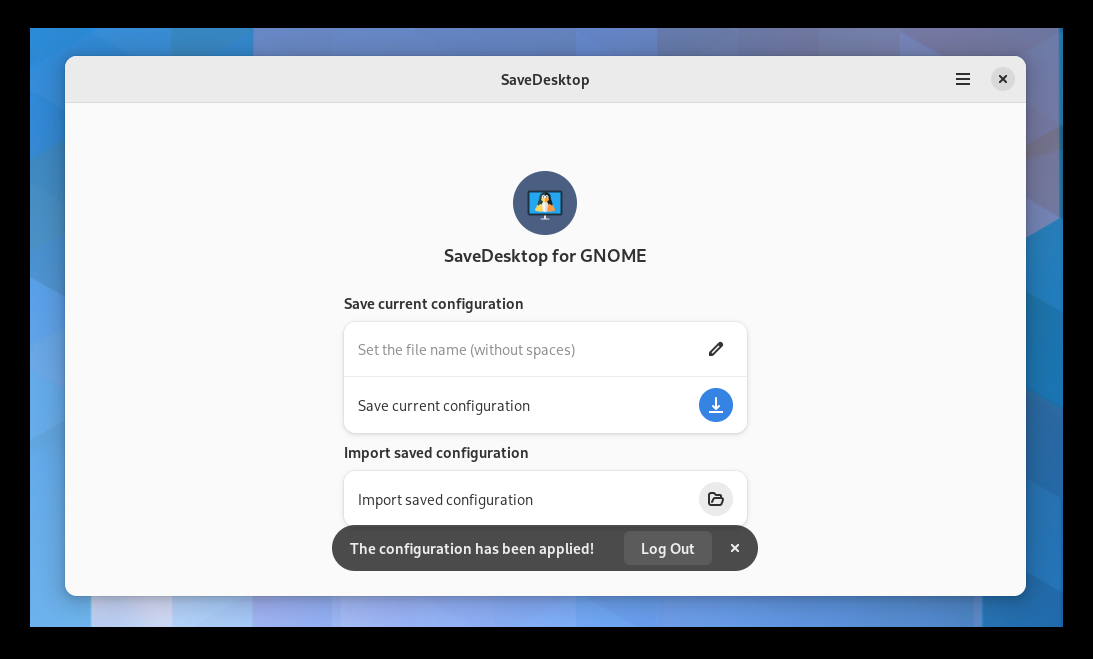 SaveDesktop
SaveDesktop for GNOME
Save current configuration
Set the file name (without spaces)
Save current configuration
Import saved configuration
Import saved configuration
The configuration has been applied! Log Out